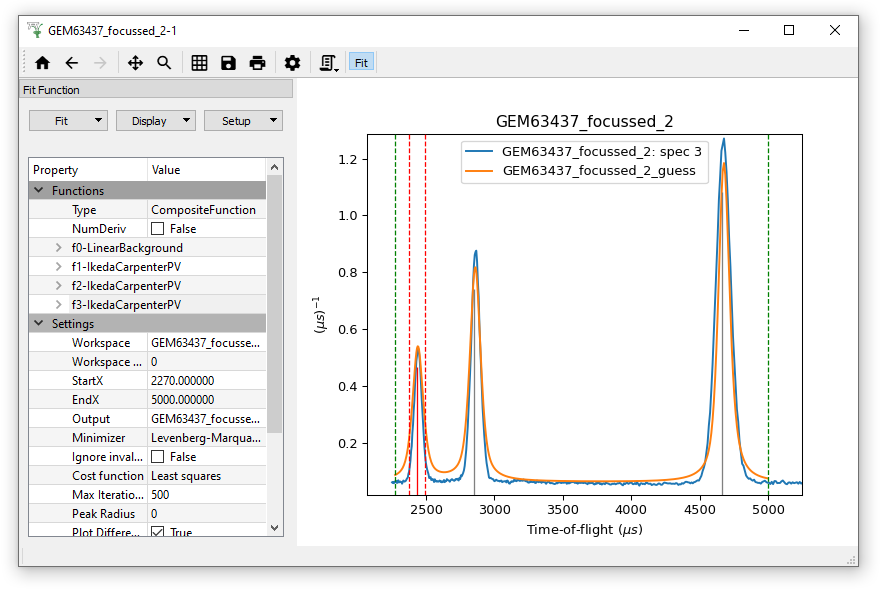 GEM63437_focussed_2-1
Fit
Fit Function
Fit Display Setup
Property Value
Functions
Type CompositeFunction
NumDeriv False
f0-LinearBackground
f1-IkedaCarpenterPV
f2-IkedaCarpenterPV
f3-IkedaCarpenterPV
Settings
Workspace GEM63437_focusse...
Workspace ... 0
StartX 2270.000000
EndX 5000.000000
Output GEM63437_focusse...
Minimizer Levenberg-Marqua...
Ignore inval... False
Cost function Least squares
Max Iteratio... 500
Peak Radius 0
Plot Differe... True
GEM63437_focussed_2
GEM63437_focussed_2: spec 3
GEM63437_focussed_2_guess
1.2
1.0
0.8
0.6
0.4
0.2
(μs)⁻¹
2500 3000 3500 4000 4500 5000
Time-of-flight (μs)